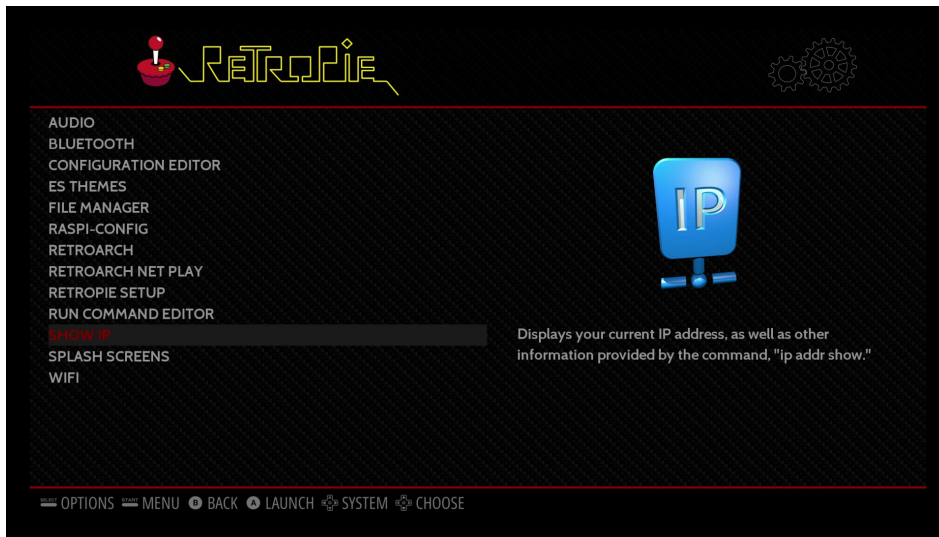 RETROPIE
AUDIO
BLUETOOTH
CONFIGURATION EDITOR
ES THEMES
FILE MANAGER
RASPI-CONFIG
RETROARCH
RETROARCH NET PLAY
RETROPIE SETUP
RUN COMMAND EDITOR
SHOW IP
SPLASH SCREENS
WIFI
IP
Displays your current IP address, as well as other
information provided by the command, "ip addr show."
SELECT OPTIONS START MENU B BACK A LAUNCH SYSTEM CHOOSE